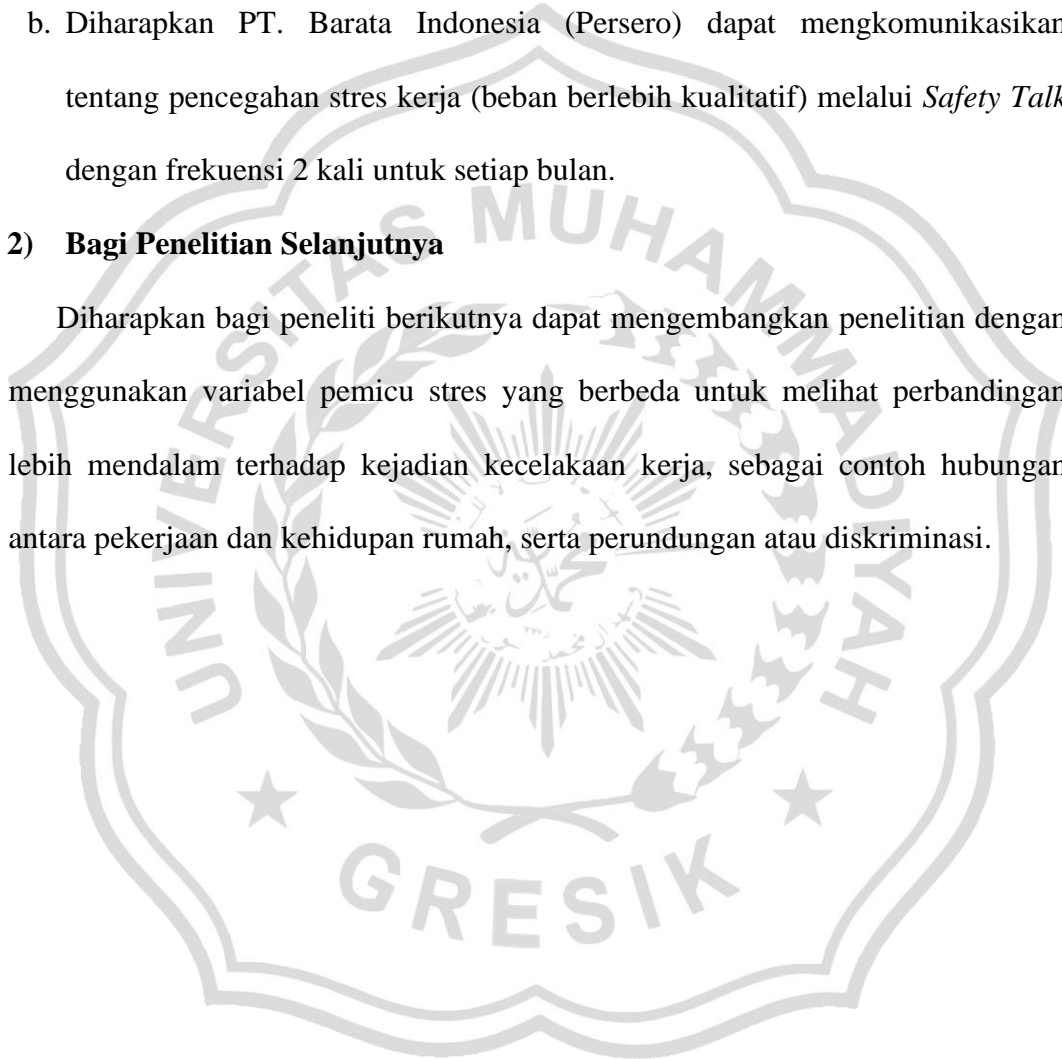 b. Diharapkan PT. Barata Indonesia (Persero) dapat mengkomunikasikan
tentang pencegahan stres kerja (beban berlebih kualitatif) melalui Safety Talk
dengan frekuensi 2 kali untuk setiap bulan.
2) Bagi Penelitian Selanjutnya
Diharapkan bagi peneliti berikutnya dapat mengembangkan penelitian dengan
menggunakan variabel pemicu stres yang berbeda untuk melihat perbandingan
lebih mendalam terhadap kejadian kecelakaan kerja, sebagai contoh hubungan
antara pekerjaan dan kehidupan rumah, serta perundungan atau diskriminasi.
UNIVERSITAS MUHAMMADIYAH
GRESIK